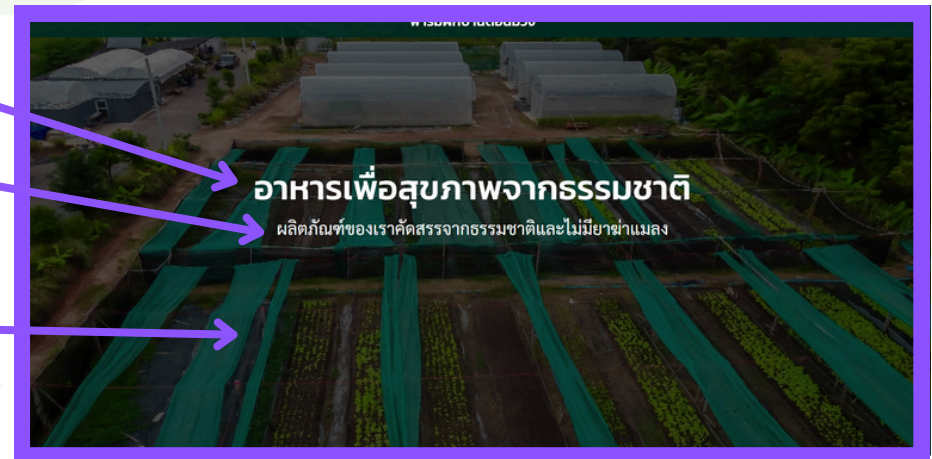 อาหารเพื่อสุขภาพจากธรรมชาติ
ผลิตภัณฑ์ของเราคัดสรรจากธรรมชาติและไม่มียาฆ่าแมลง